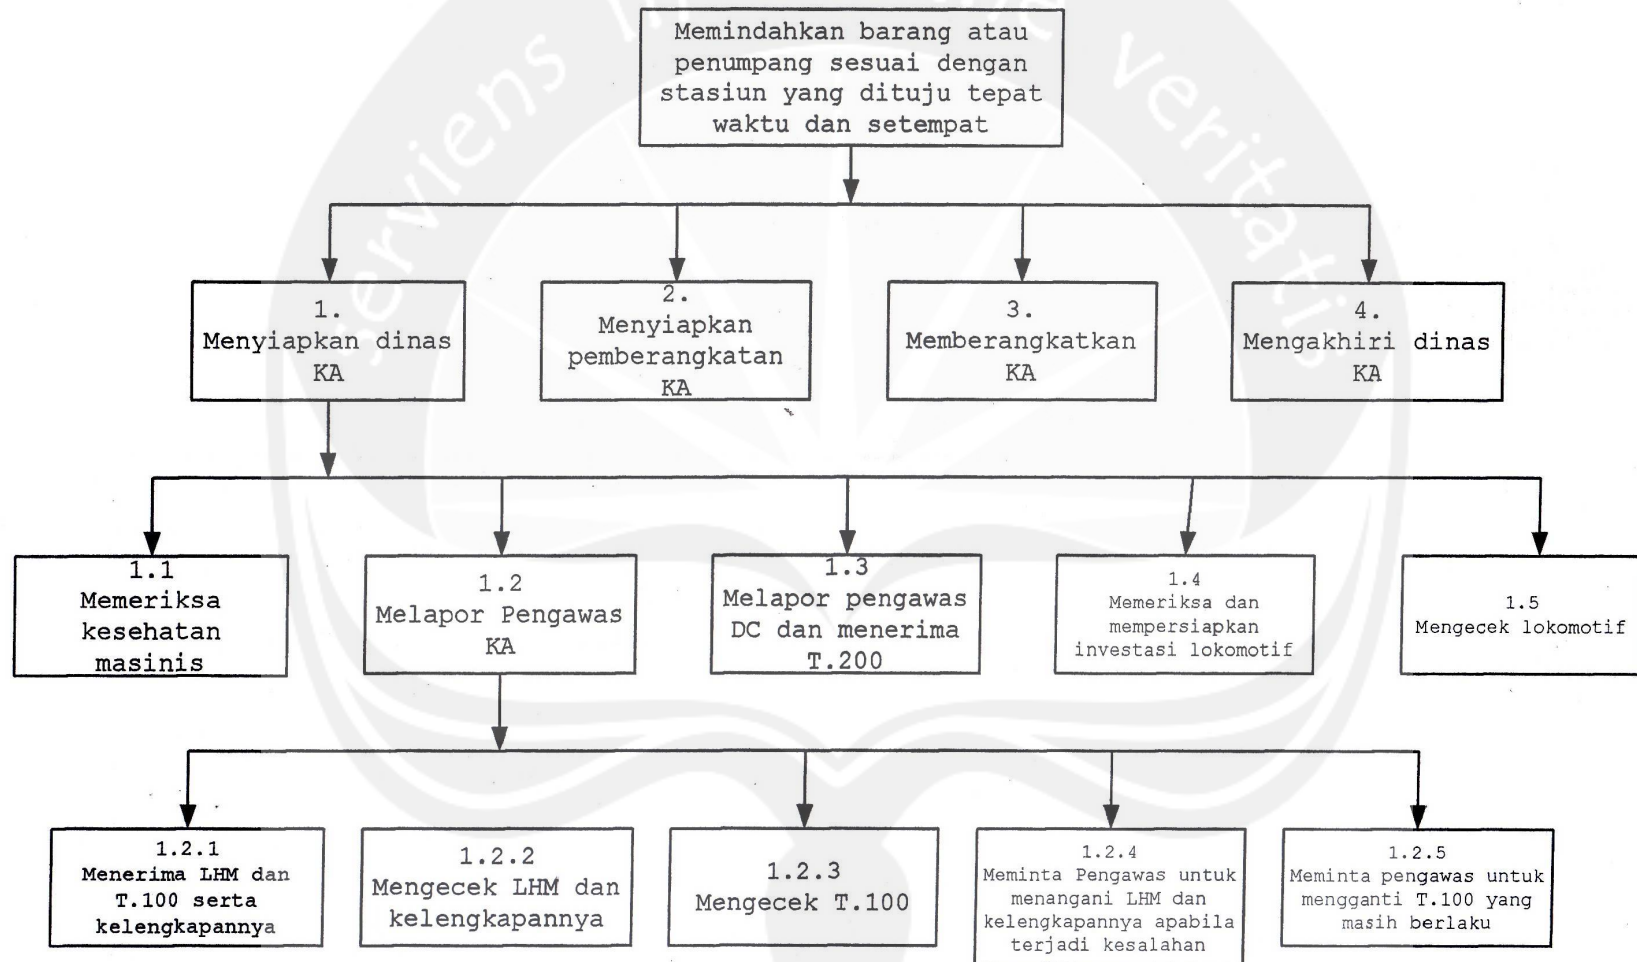 serviens in lumine veritatis
Memindahkan barang atau
penumpang sesuai dengan
stasiun yang dituju tepat
waktu dan setempat
1.
Menyiapkan dinas
KA
2.
Menyiapkan
pemberangkatan
KA
3.
Memberangkatkan
KA
4.
Mengakhiri dinas
KA
1.1
Memeriksa
kesehatan
masinis
1.2
Melapor Pengawas
KA
1.3
Melapor pengawas
DC dan menerima
T.200
1.4
Memeriksa dan
mempersiapkan
investasi lokomotif
1.5
Mengecek lokomotif
1.2.1
Menerima LHM dan
T.100 serta
kelengkapannya
1.2.2
Mengecek LHM dan
kelengkapannya
1.2.3
Mengecek T.100
1.2.4
Meminta Pengawas untuk
menangani LHM dan
kelengkapannya apabila
terjadi kesalahan
1.2.5
Meminta pengawas untuk
mengganti T.100 yang
masih berlaku